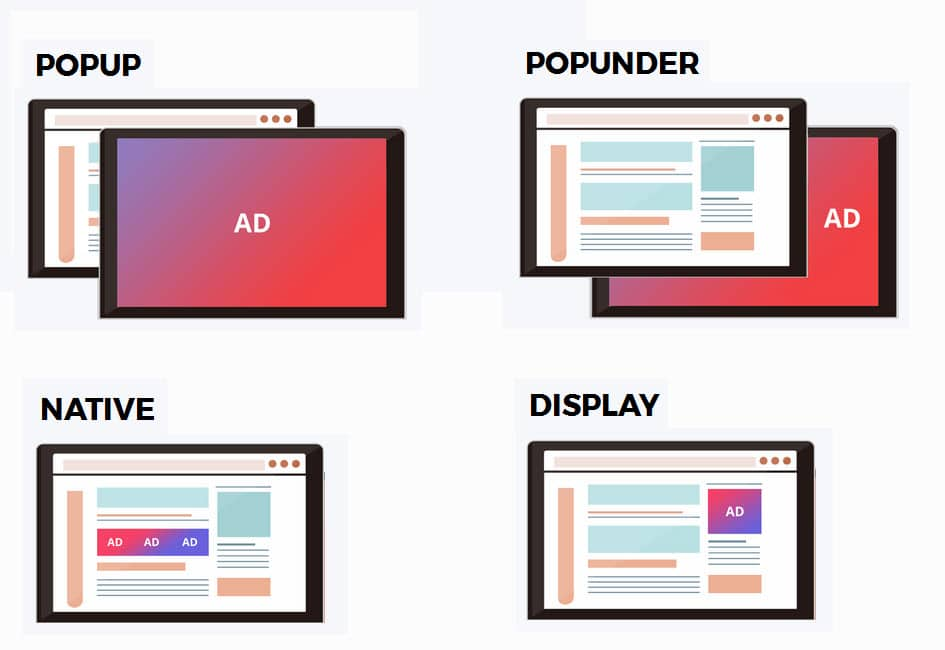 POPUP
AD
POPUNDER
AD
NATIVE
AD AD AD
DISPLAY
AD